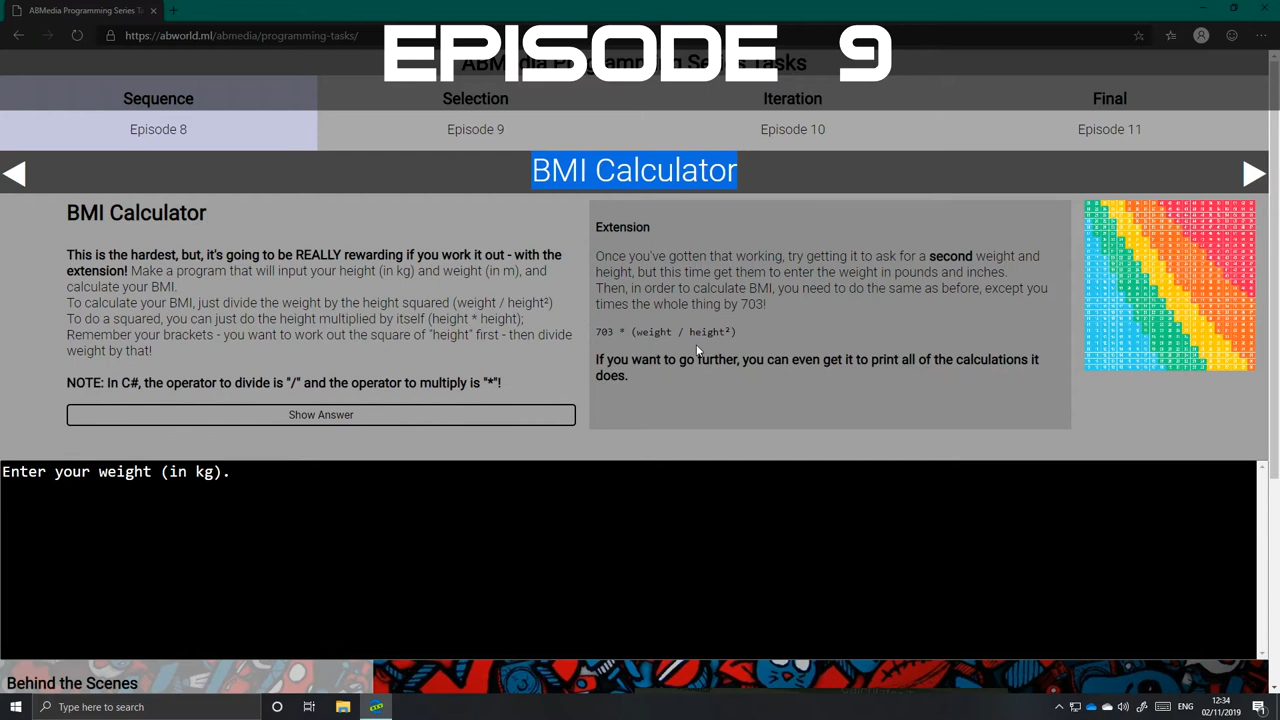 ABMedia Programming Series Ta
EPISODE 9
https://abworld.ml/abmedia/programming-tasks/
ABMedia Programming Series Tasks
Sequence
Selection
Iteration
Final
Episode 8
Episode 9
Episode 10
Episode 11
BMI Calculator
BMI Calculator
This is the hardest, but, it's going to be REALLY rewarding if you work it out - with the
extension! Make a program that will input your height (in kg) and weight (in m), and
calculate your BMI.
To calculate your BMI, just divide the weight by the height squared (weight / height²)
To do a squared, you can just do the height multiplied by itself (height * height);
Remember your brackets - you want to work out the square of "height" first - then divide
weight by that!
NOTE: In C#, the operator to divide is "/" and the operator to multiply is "*"!
Show Answer
Extension
Once you've gotten that working, try getting it to ask for a second weight and
height, but this time get them to enter the weight in pounds and inches.
Then, in order to calculate BMI, you need to do the same as before, except you
times the whole thing by 703!
703 * (weight / height²)
If you want to go further, you can even get it to print all of the calculations it
does.
Enter your weight (in kg).
Behind the Scenes
Type here to search
ENG
12:34
02/11/2019